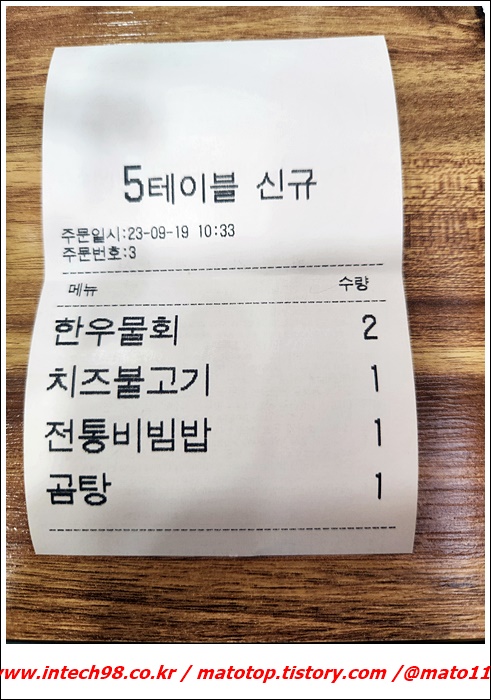 5테이블 신규
주문일시:23-09-19 10:33
주문번호:3
메뉴 수량
한우물회 2
치즈불고기 1
전통비빔밥 1
곰탕 1
www.intech98.co.kr / matotop.tistory.com /@mato11